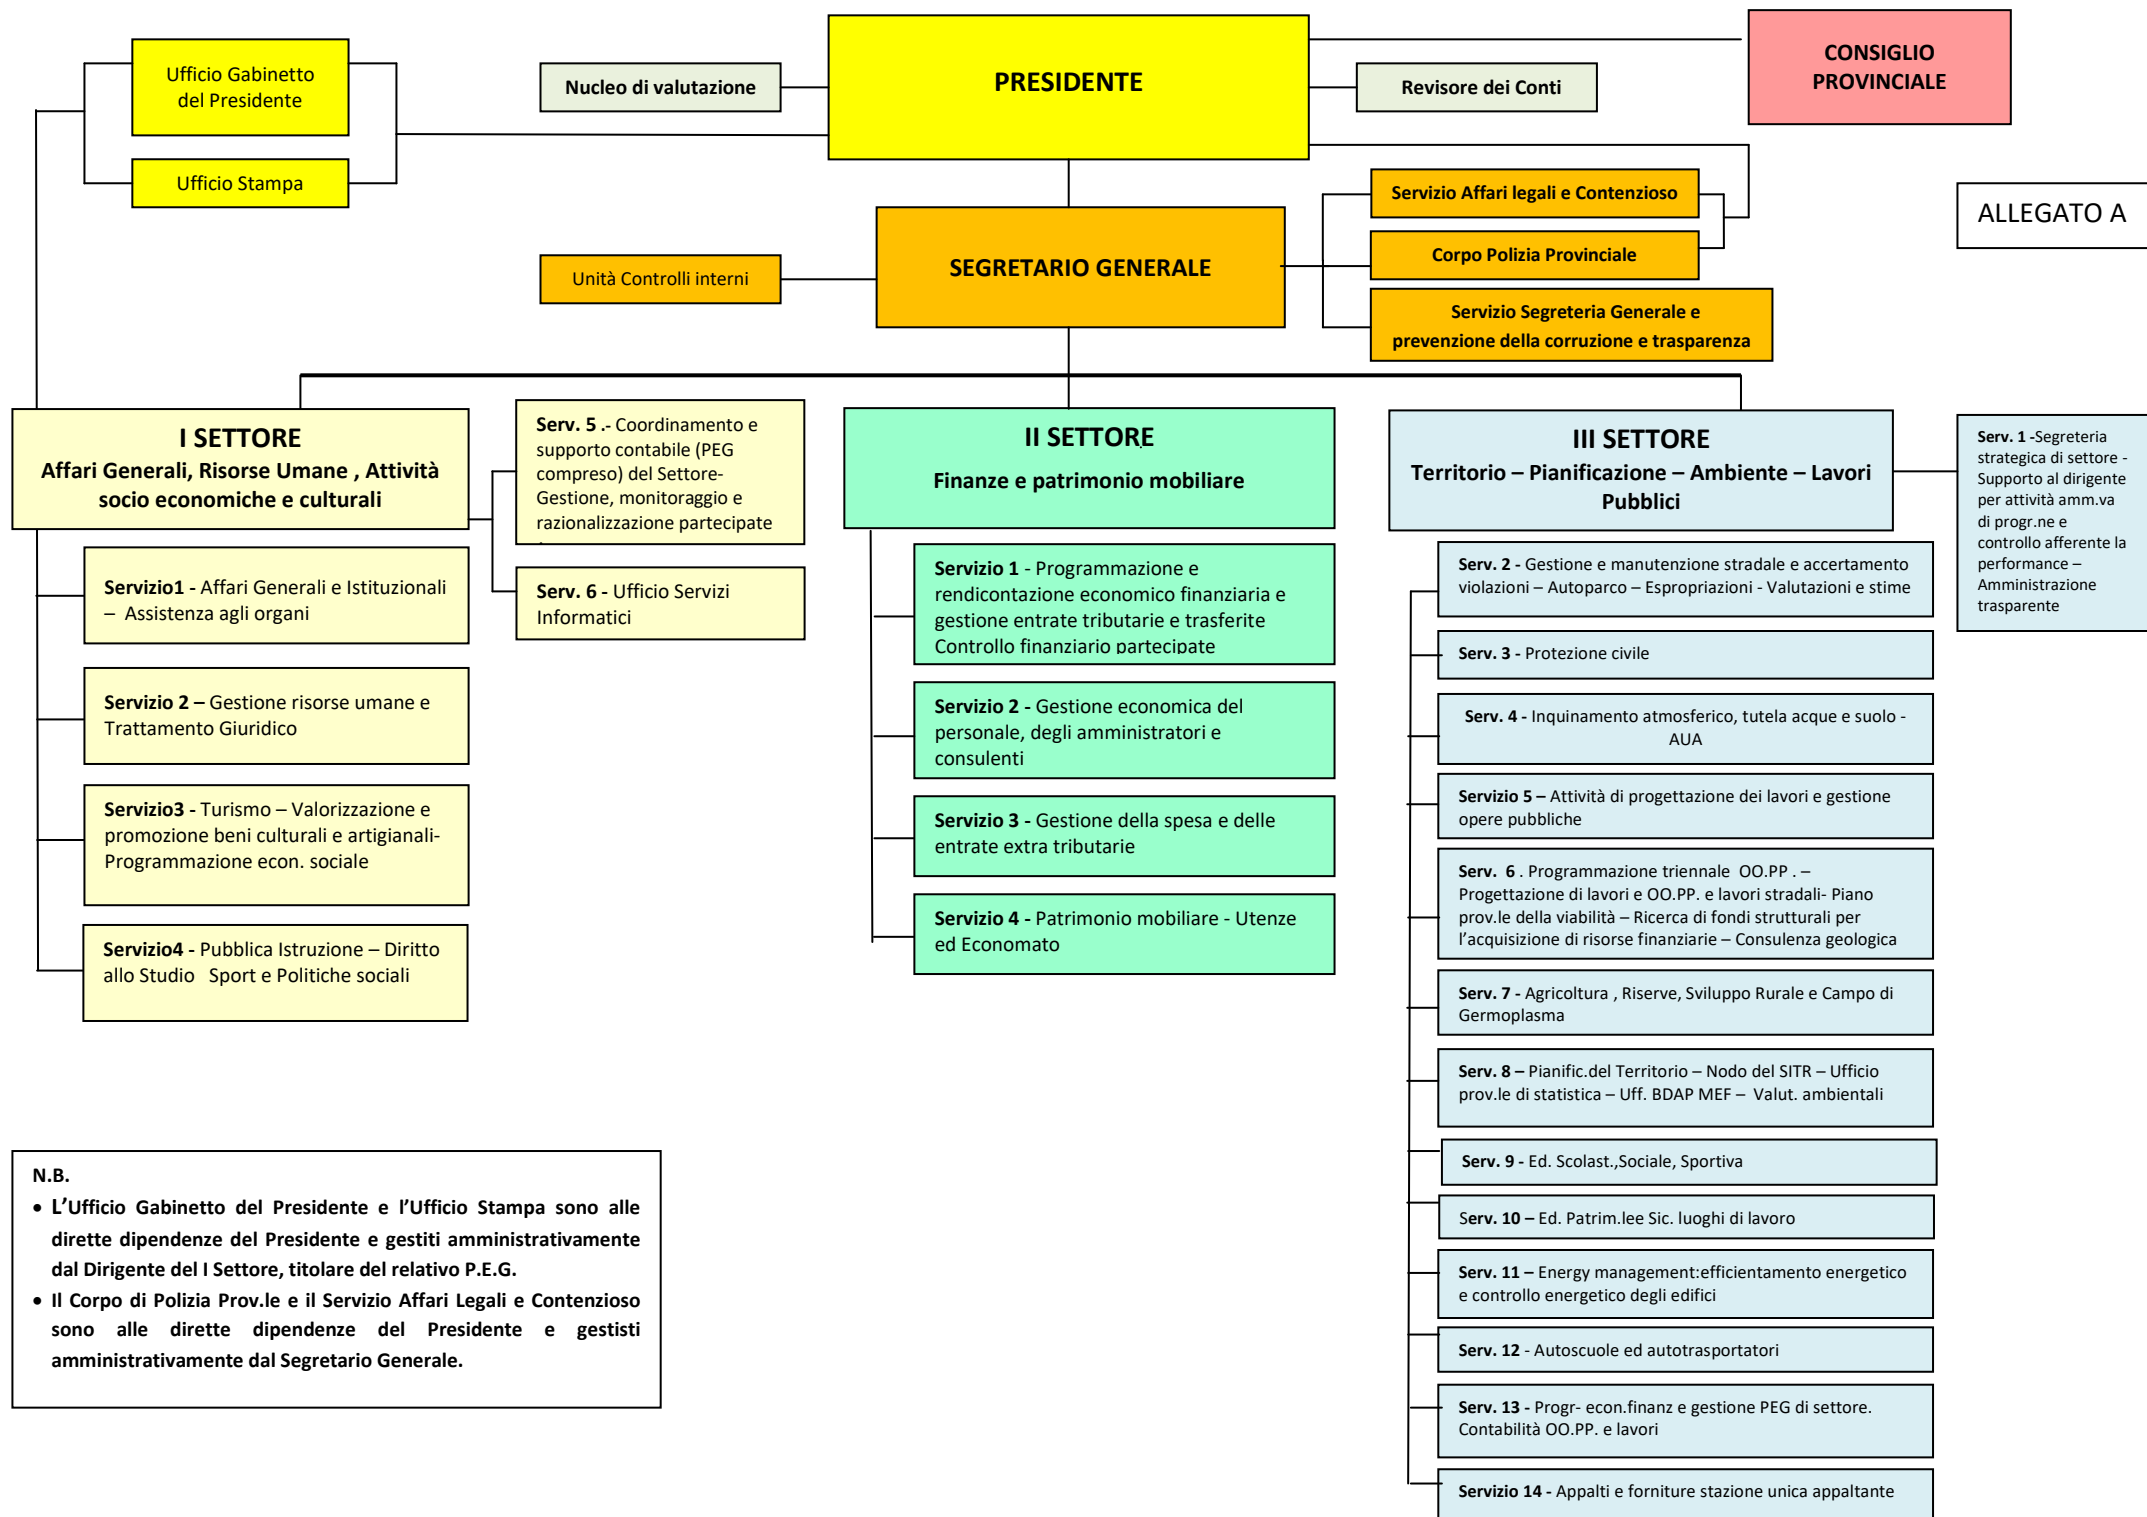 Ufficio Gabinetto
del Presidente
Ufficio Stampa
Nucleo di valutazione
PRESIDENTE
Revisore dei Conti
CONSIGLIO
PROVINCIALE
ALLEGATO A
Unità Controlli interni
SEGRETARIO GENERALE
Servizio Affari legali e Contenzioso
Corpo Polizia Provinciale
Servizio Segreteria Generale e
prevenzione della corruzione e trasparenza
I SETTORE
Affari Generali, Risorse Umane , Attività
socio economiche e culturali
Serv. 5 .- Coordinamento e
supporto contabile (PEG
compreso) del Settore-
Gestione, monitoraggio e
razionalizzazione partecipate
Serv. 6 - Ufficio Servizi
Informatici
Servizio1 - Affari Generali e Istituzionali
– Assistenza agli organi
Servizio 2 – Gestione risorse umane e
Trattamento Giuridico
Servizio3 - Turismo – Valorizzazione e
promozione beni culturali e artigianali-
Programmazione econ. sociale
Servizio4 - Pubblica Istruzione – Diritto
allo Studio Sport e Politiche sociali
II SETTORE
Finanze e patrimonio mobiliare
Servizio 1 - Programmazione e
rendicontazione economico finanziaria e
gestione entrate tributarie e trasferite
Controllo finanziario partecipate
Servizio 2 - Gestione economica del
personale, degli amministratori e
consulenti
Servizio 3 - Gestione della spesa e delle
entrate extra tributarie
Servizio 4 - Patrimonio mobiliare - Utenze
ed Economato
III SETTORE
Territorio – Pianificazione – Ambiente – Lavori
Pubblici
Serv. 1 -Segreteria
strategica di settore -
Supporto al dirigente
per attività amm.va
di progr.ne e
controllo afferente la
performance –
Amministrazione
trasparente
Serv. 2 - Gestione e manutenzione stradale e accertamento
violazioni – Autoparco – Espropriazioni - Valutazioni e stime
Serv. 3 - Protezione civile
Serv. 4 - Inquinamento atmosferico, tutela acque e suolo -
AUA
Servizio 5 – Attività di progettazione dei lavori e gestione
opere pubbliche
Serv. 6 . Programmazione triennale OO.PP . –
Progettazione di lavori e OO.PP. e lavori stradali- Piano
prov.le della viabilità – Ricerca di fondi strutturali per
l’acquisizione di risorse finanziarie – Consulenza geologica
Serv. 7 - Agricoltura , Riserve, Sviluppo Rurale e Campo di
Germoplasma
Serv. 8 – Pianific.del Territorio – Nodo del SITR – Ufficio
prov.le di statistica – Uff. BDAP MEF – Valut. ambientali
Serv. 9 - Ed. Scolast.,Sociale, Sportiva
Serv. 10 – Ed. Patrim.lee Sic. luoghi di lavoro
Serv. 11 – Energy management:efficientamento energetico
e controllo energetico degli edifici
Serv. 12 - Autoscuole ed autotrasportatori
Serv. 13 - Progr- econ.finanz e gestione PEG di settore.
Contabilità OO.PP. e lavori
Servizio 14 - Appalti e forniture stazione unica appaltante
N.B.
• L’Ufficio Gabinetto del Presidente e l’Ufficio Stampa sono alle
dirette dipendenze del Presidente e gestiti amministrativamente
dal Dirigente del I Settore, titolare del relativo P.E.G.
• Il Corpo di Polizia Prov.le e il Servizio Affari Legali e Contenzioso
sono alle dirette dipendenze del Presidente e gestisti
amministrativamente dal Segretario Generale.